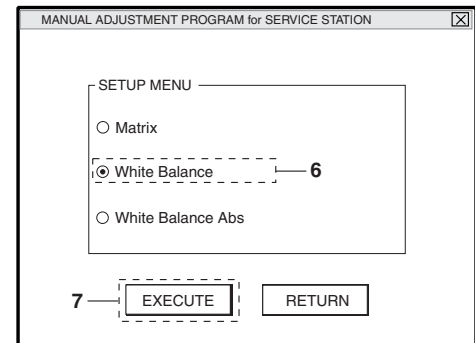 MANUAL ADJUSTMENT PROGRAM for SERVICE STATION
SETUP MENU
Matrix
White Balance
6
White Balance Abs
7
EXECUTE
RETURN